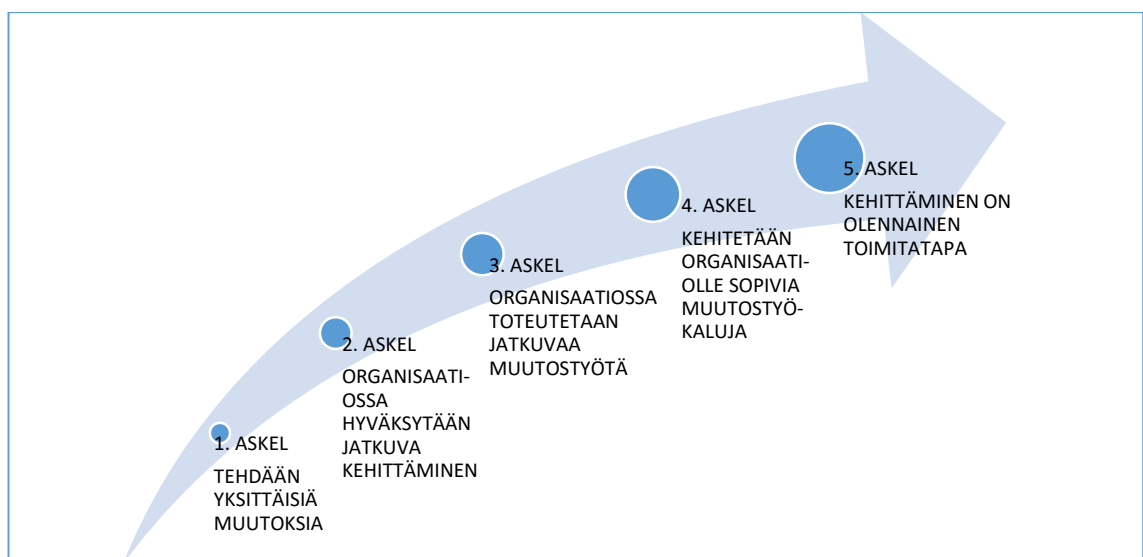 1. ASKEL
TEHDÄÄN
YKSITTÄISIÄ
MUUTOKSIA
2. ASKEL
ORGANISAATI-
OSSA
HYVÄKSYTÄÄN
JATKUVA
KEHITTÄMINEN
3. ASKEL
ORGANISAATIOSSA
TOTEUTETAAN
JATKUVAA
MUUTOSTYÖTÄ
4. ASKEL
KEHITETÄÄN
ORGANISAATI-
OLLE SOPIVIA
MUUTOSTYÖ-
KALUJA
5. ASKEL
KEHITTÄMINEN ON
OLENNAINEN
TOIMITATAPA